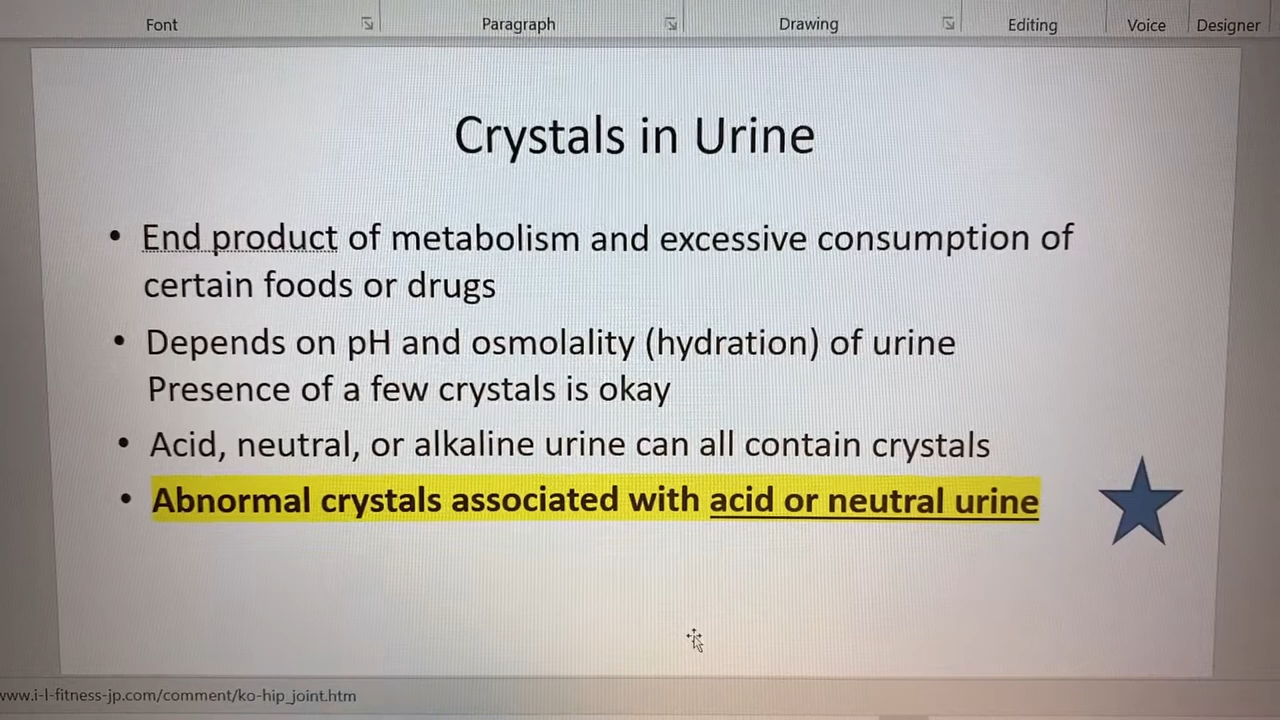 Font Paragraph Drawing Editing Voice Designer
Crystals in Urine
• End product of metabolism and excessive consumption of
certain foods or drugs
• Depends on pH and osmolality (hydration) of urine
Presence of a few crystals is okay
• Acid, neutral, or alkaline urine can all contain crystals
• Abnormal crystals associated with acid or neutral urine
www.i-l-fitness-jp.com/comment/ko-hip_joint.htm